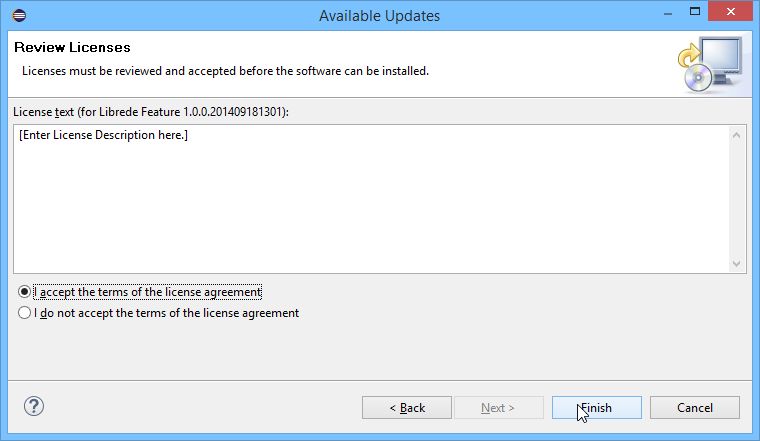 Available Updates
Review Licenses
Licenses must be reviewed and accepted before the software can be installed.
License text (for Librede Feature 1.0.0.201409181301):
[Enter License Description here.]
I accept the terms of the license agreement
I do not accept the terms of the license agreement
? < Back Next > Finish Cancel